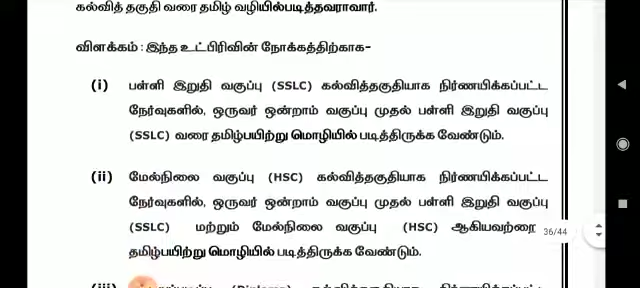 கல்வித் தகுதி வரை தமிழ் வழியில்படித்தவராவார்.
விளக்கம் : இந்த உட்பிரிவின் நோக்கத்திற்காக-
(i) பள்ளி இறுதி வகுப்பு (SSLC) கல்வித்தகுதியாக நிர்ணயிக்கப்பட்ட
நேர்வுகளில், ஒருவர் ஒன்றாம் வகுப்பு முதல் பள்ளி இறுதி வகுப்பு
(SSLC) வரை தமிழ்பயிற்று மொழியில் படித்திருக்க வேண்டும்.
(ii) மேல்நிலை வகுப்பு (HSC) கல்வித்தகுதியாக நிர்ணயிக்கப்பட்ட
நேர்வுகளில், ஒருவர் ஒன்றாம் வகுப்பு முதல் பள்ளி இறுதி வகுப்பு
(SSLC) மற்றும் மேல்நிலை வகுப்பு (HSC) ஆகியவற்றை
36/44
தமிழ்பயிற்று மொழியில் படித்திருக்க வேண்டும்.